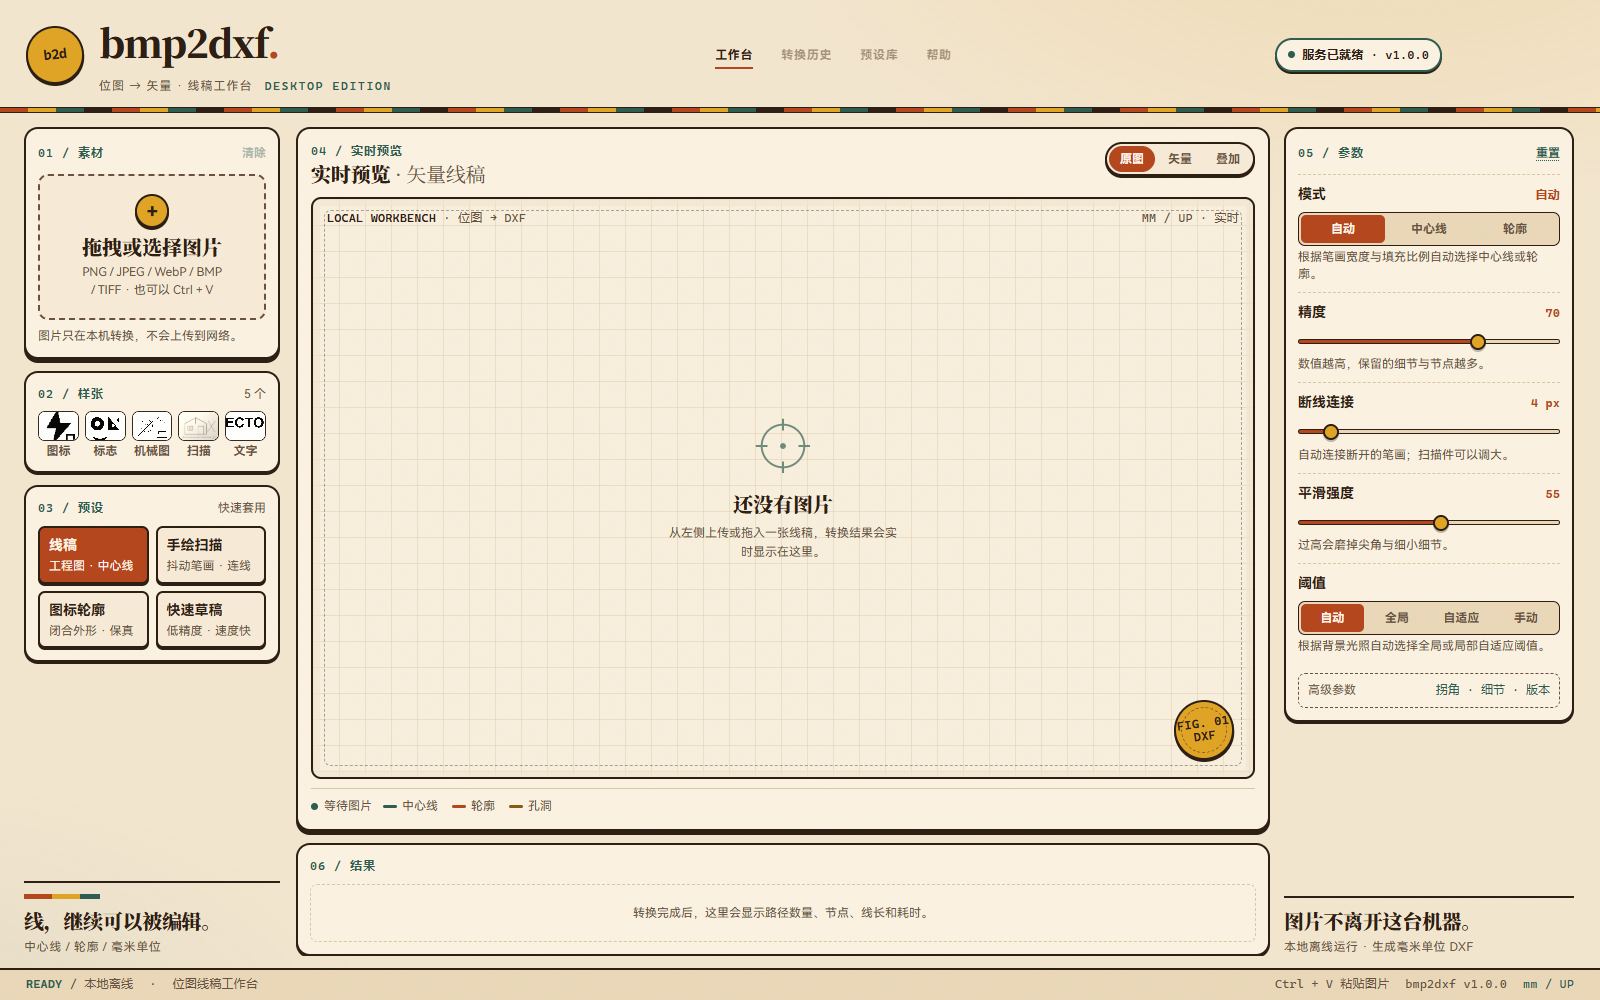 b2d
bmp2dxf.
位图 → 矢量 · 线稿工作台 DESKTOP EDITION
工作台 转换历史 预设库 帮助
服务已就绪 · v1.0.0
01 / 素材 清除
+
拖拽或选择图片
PNG / JPEG / WebP / BMP
/ TIFF · 也可以 Ctrl + V
图片只在本机转换，不会上传到网络。
02 / 样张 5 个
ECTO
图标 标志 机械图 扫描 文字
03 / 预设 快速套用
线稿
工程图 · 中心线
手绘扫描
抖动笔画 · 连线
图标轮廓
闭合外形 · 保真
快速草稿
低精度 · 速度快
线，继续可以被编辑。
中心线 / 轮廓 / 毫米单位
04 / 实时预览
实时预览 · 矢量线稿
原图 矢量 叠加
LOCAL WORKBENCH · 位图 → DXF
MM / UP · 实时
还没有图片
从左侧上传或拖入一张线稿，转换结果会实
时显示在这里。
FIG. 01
DXF
等待图片 中心线 轮廓 孔洞
06 / 结果
转换完成后，这里会显示路径数量、节点、线长和耗时。
05 / 参数 重置
模式 自动
自动 中心线 轮廓
根据笔画宽度与填充比例自动选择中心线或轮
廓。
精度 70
数值越高，保留的细节与节点越多。
断线连接 4 px
自动连接断开的笔画；扫描件可以调大。
平滑强度 55
过高会磨掉尖角与细小细节。
阈值
自动 全局 自适应 手动
根据背景光照自动选择全局或局部自适应阈值。
高级参数 拐角 · 细节 · 版本
图片不离开这台机器。
本地离线运行 · 生成毫米单位 DXF
READY / 本地离线 · 位图线稿工作台
Ctrl + V 粘贴图片 bmp2dxf v1.0.0 mm / UP